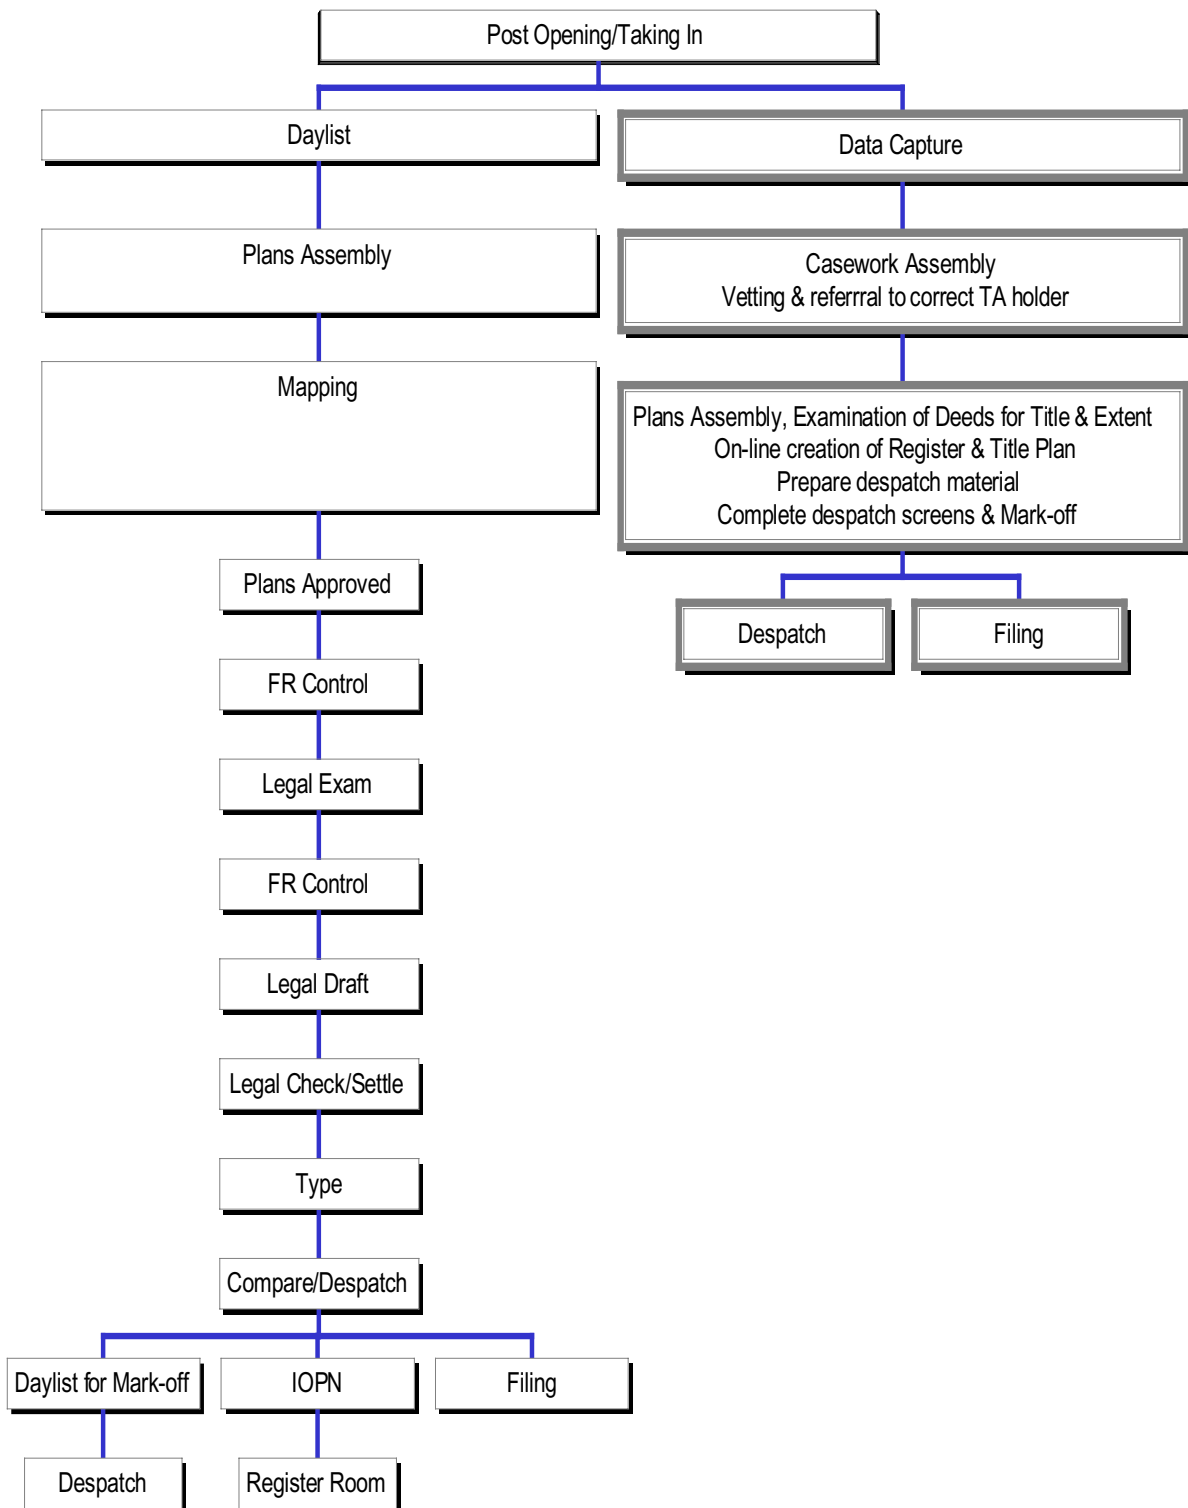 Post Opening/Taking In
Daylist
Data Capture
Plans Assembly
Casework Assembly
Vetting & referrral to correct TA holder
Mapping
Plans Assembly, Examination of Deeds for Title & Extent
On-line creation of Register & Title Plan
Prepare despatch material
Complete despatch screens & Mark-off
Plans Approved
Despatch
Filing
FR Control
Legal Exam
FR Control
Legal Draft
Legal Check/Settle
Type
Compare/Despatch
Daylist for Mark-off
IOPN
Filing
Despatch
Register Room